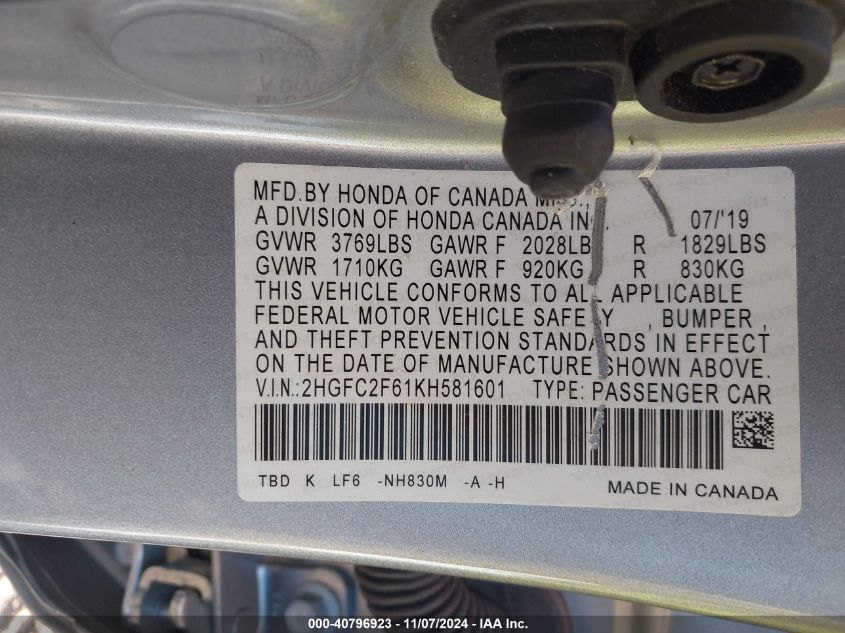 MFD.BY HONDA OF CANADA
A DIVISION OF HONDA CANADA INC. 07/'19
GVWR 3769LBS GAWR F 2028LB R 1829LBS
GVWR 1710KG GAWR F 920KG R 830KG
THIS VEHICLE CONFORMS TO ALL APPLICABLE
FEDERAL MOTOR VEHICLE SAFETY , BUMPER ,
AND THEFT PREVENTION STANDARDS IN EFFECT
ON THE DATE OF MANUFACTURE SHOWN ABOVE.
V.I.N.:2HGFC2F61KH581601 TYPE: PASSENGER CAR
TBD K LF6 -NH830M -A -H MADE IN CANADA
000-40796923 — 11/07/2024 - IAA Inc.